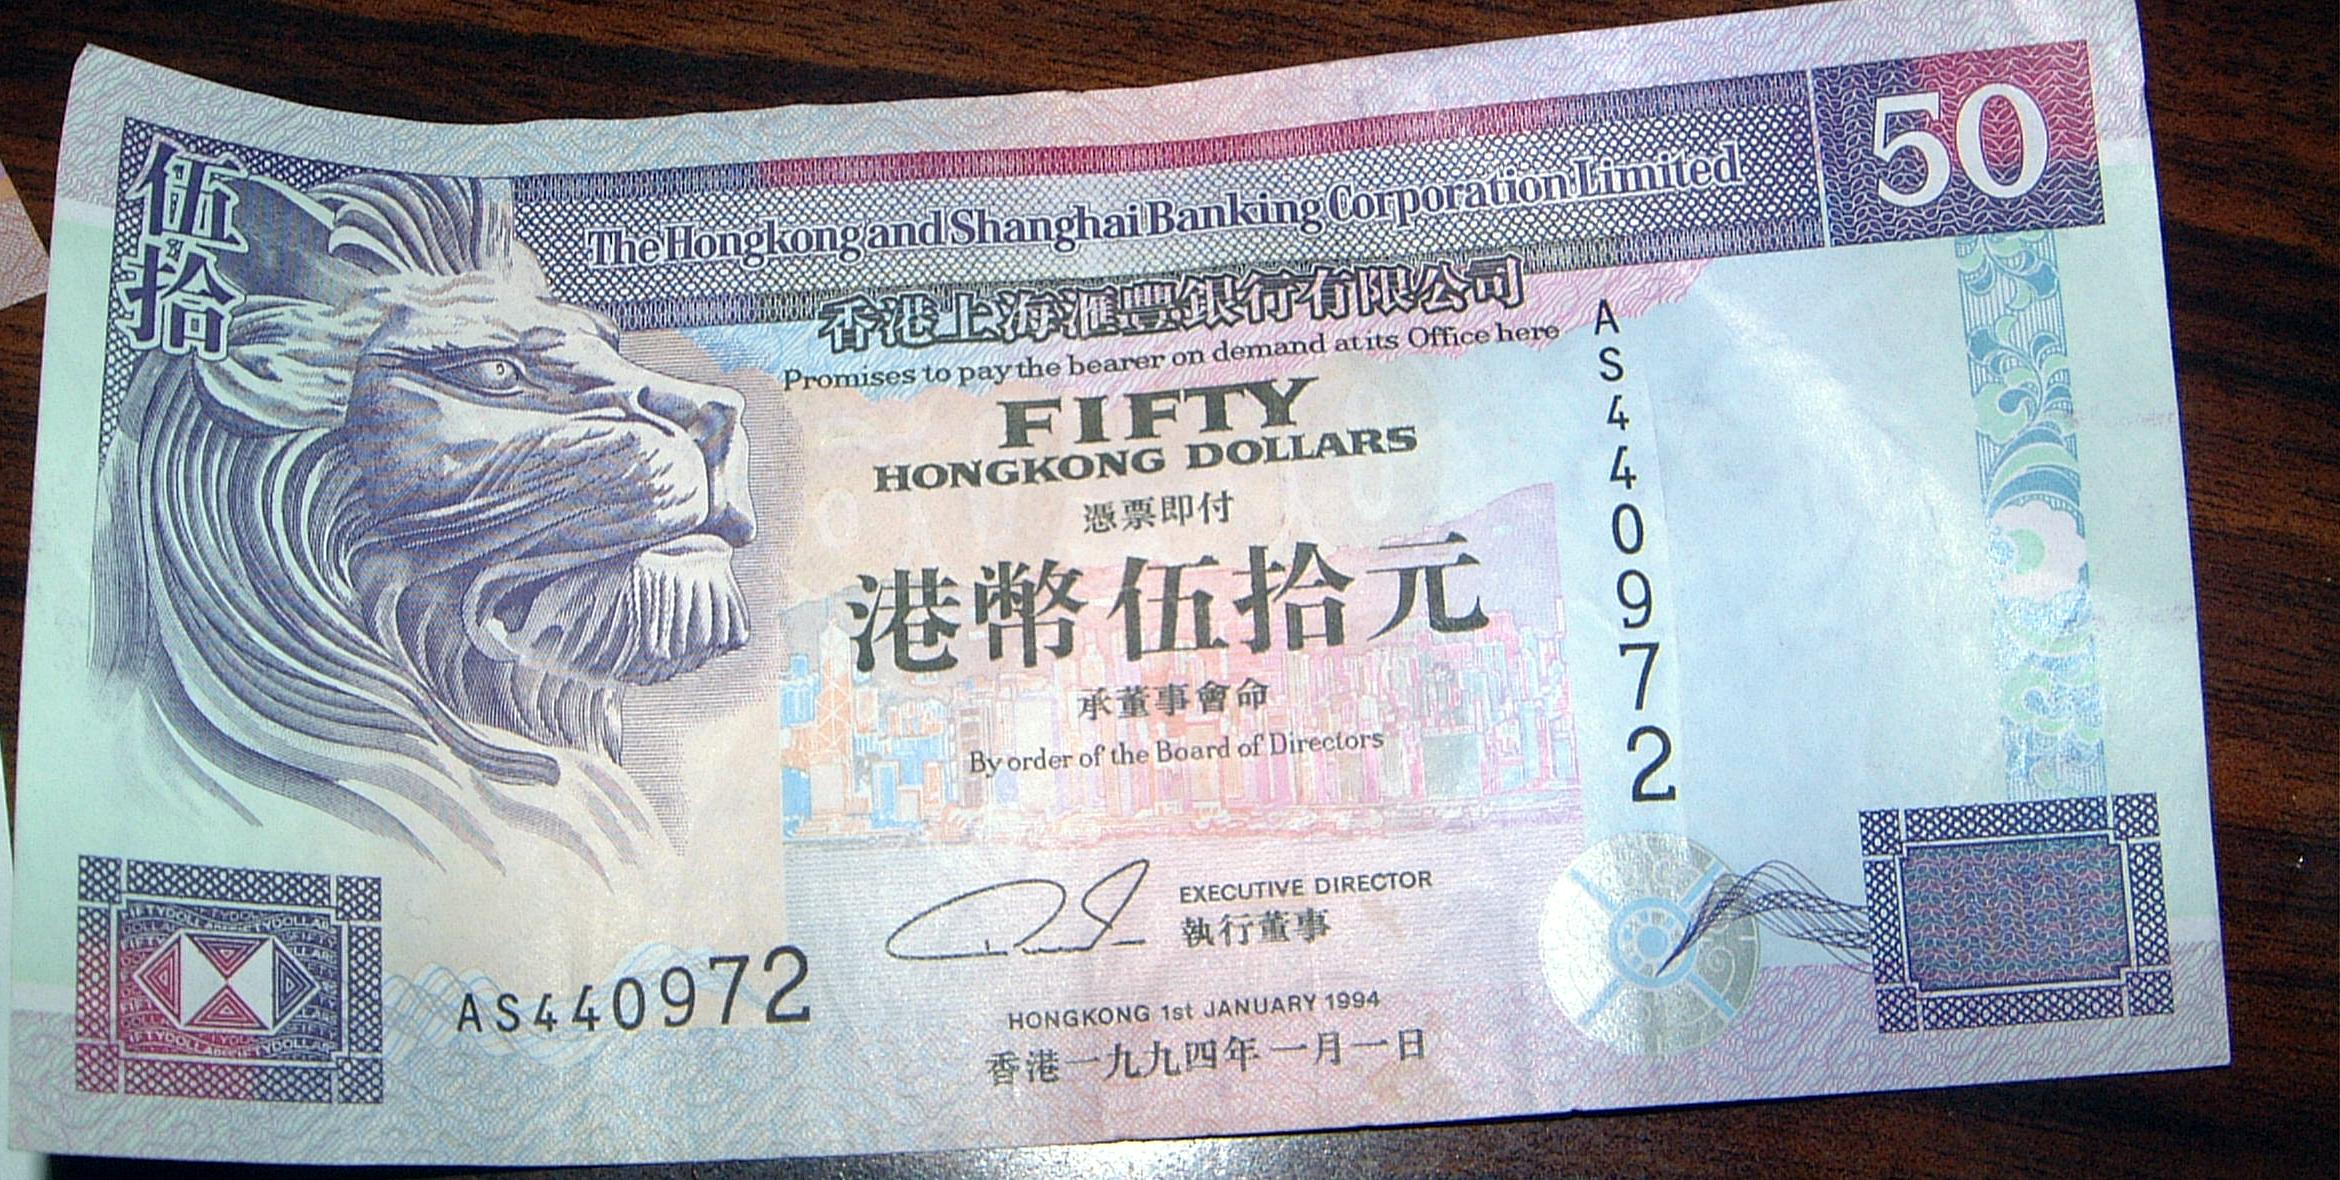 伍拾
The Hongkong and Shanghai Banking Corporation Limited
50
香港上海滙豐銀行有限公司
Promises to pay the bearer on demand at its Office here
FIFTY
HONGKONG DOLLARS
憑票即付
港幣伍拾元
承董事會命
By order of the Board of Directors
AS440972
EXECUTIVE DIRECTOR
執行董事
AS440972
HONGKONG 1st JANUARY 1994
香港一九九四年一月一日